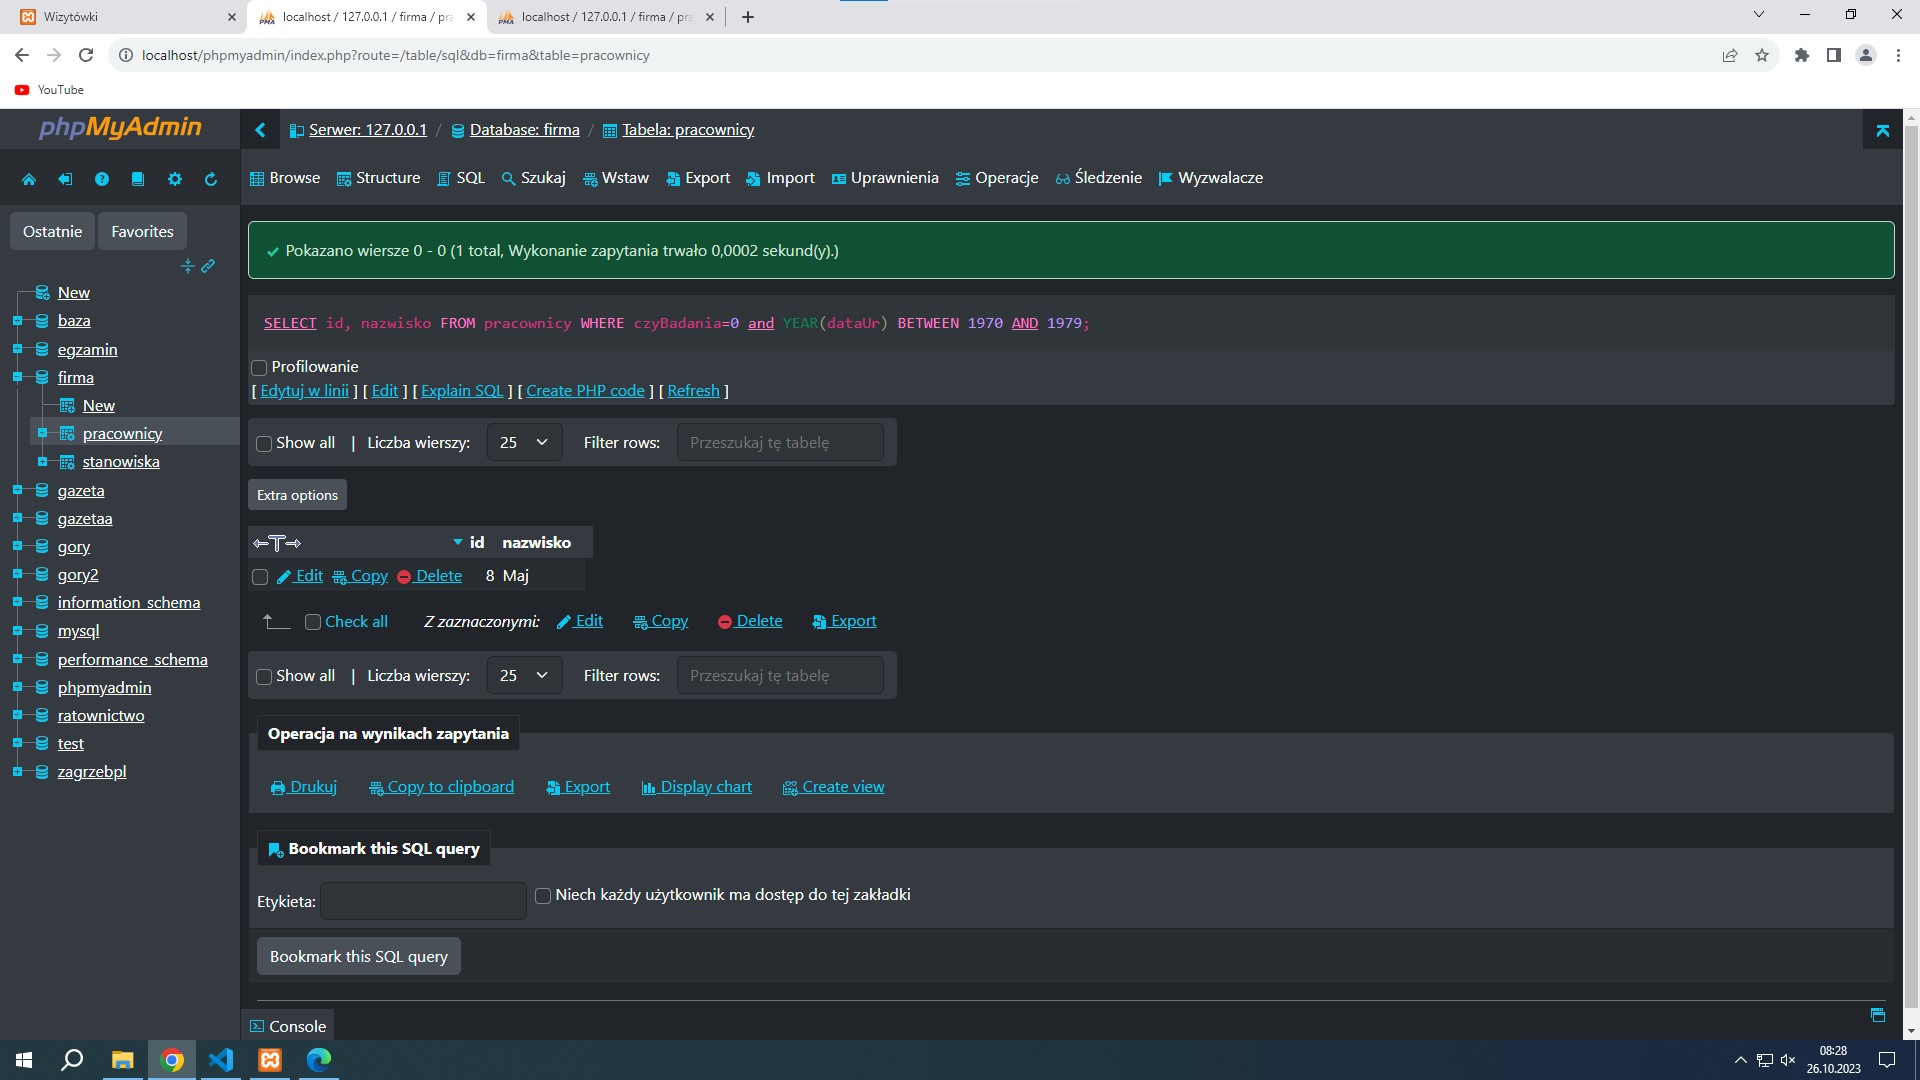 Wizytówki
localhost / 127.0.0.1 / firma / pra
localhost / 127.0.0.1 / firma / pra
localhost/phpmyadmin/index.php?route=/table/sql&db=firma&table=pracownicy
YouTube
phpMyAdmin
Serwer: 127.0.0.1 / Database: firma / Tabela: pracownicy
Browse Structure SQL Szukaj Wstaw Export Import Uprawnienia Operacje Śledzenie Wyzwalacze
Ostatnie Favorites
New
baza
egzamin
firma
New
pracownicy
stanowiska
gazeta
gazetaa
gory
gory2
information_schema
mysql
performance_schema
phpmyadmin
ratownictwo
test
zagrzebpl
Pokazano wiersze 0 - 0 (1 total, Wykonanie zapytania trwało 0,0002 sekund(y).)
SELECT id, nazwisko FROM pracownicy WHERE czyBadania=0 and YEAR(dataUr) BETWEEN 1970 AND 1979;
Profilowanie
[ Edytuj w linii ] [ Edit ] [ Explain SQL ] [ Create PHP code ] [ Refresh ]
Show all | Liczba wierszy: 25 Filter rows: Przeszukaj tę tabelę
Extra options
←T→ id nazwisko
Edit Copy Delete 8 Maj
Check all Z zaznaczonymi: Edit Copy Delete Export
Show all | Liczba wierszy: 25 Filter rows: Przeszukaj tę tabelę
Operacja na wynikach zapytania
Drukuj Copy to clipboard Export Display chart Create view
Bookmark this SQL query
Etykieta: Niech każdy użytkownik ma dostęp do tej zakładki
Bookmark this SQL query
Console
08:28
26.10.2023